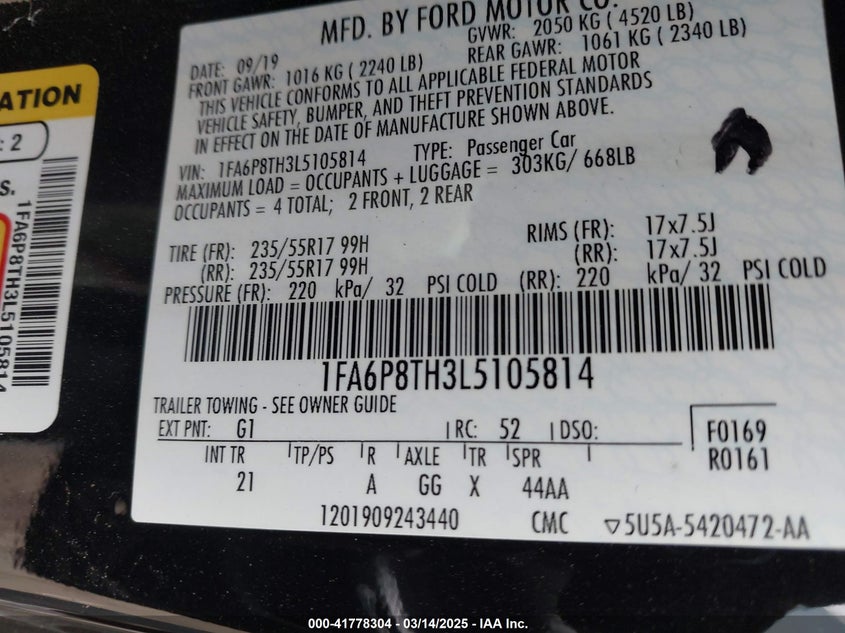 MFD. BY FORD MOTOR CO.
DATE: 09/19 GVWR: 2050 KG ( 4520 LB)
FRONT GAWR: 1016 KG ( 2240 LB) REAR GAWR: 1061 KG ( 2340 LB)
THIS VEHICLE CONFORMS TO ALL APPLICABLE FEDERAL MOTOR
VEHICLE SAFETY, BUMPER, AND THEFT PREVENTION STANDARDS
IN EFFECT ON THE DATE OF MANUFACTURE SHOWN ABOVE.
VIN: 1FA6P8TH3L5105814 TYPE: Passenger Car
MAXIMUM LOAD = OCCUPANTS + LUGGAGE = 303KG/ 668LB
OCCUPANTS = 4 TOTAL; 2 FRONT, 2 REAR
TIRE (FR): 235/55R17 99H RIMS (FR): 17x7.5J
(RR): 235/55R17 99H (RR): 17x7.5J
PRESSURE (FR): 220 kPa/ 32 PSI COLD (RR): 220 kPa/ 32 PSI COLD
1FA6P8TH3L5105814
TRAILER TOWING - SEE OWNER GUIDE
EXT PNT: G1 RC: 52 DSO: F0169
INT TR TP/PS R AXLE TR SPR R0161
21 A GG X 44AA
1201909243440 CMC ▽5U5A-5420472-AA
ATION
: 2
S.
1FA6P8TH3L5105814
000-41778304 - 03/14/2025 - IAA Inc.